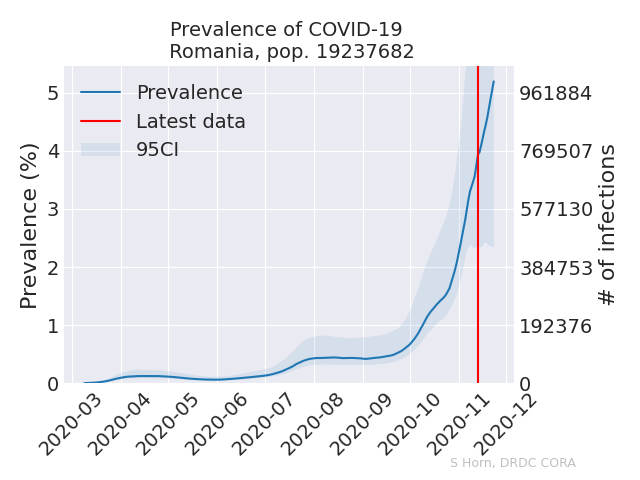 Prevalence of COVID-19
Romania, pop. 19237682
Prevalence
Latest data
95CI
Prevalence (%)
5
4
3
2
1
0
961884
769507
577130
384753
192376
0
# of infections
2020-03
2020-04
2020-05
2020-06
2020-07
2020-08
2020-09
2020-10
2020-11
2020-12
S Horn, DRDC CORA